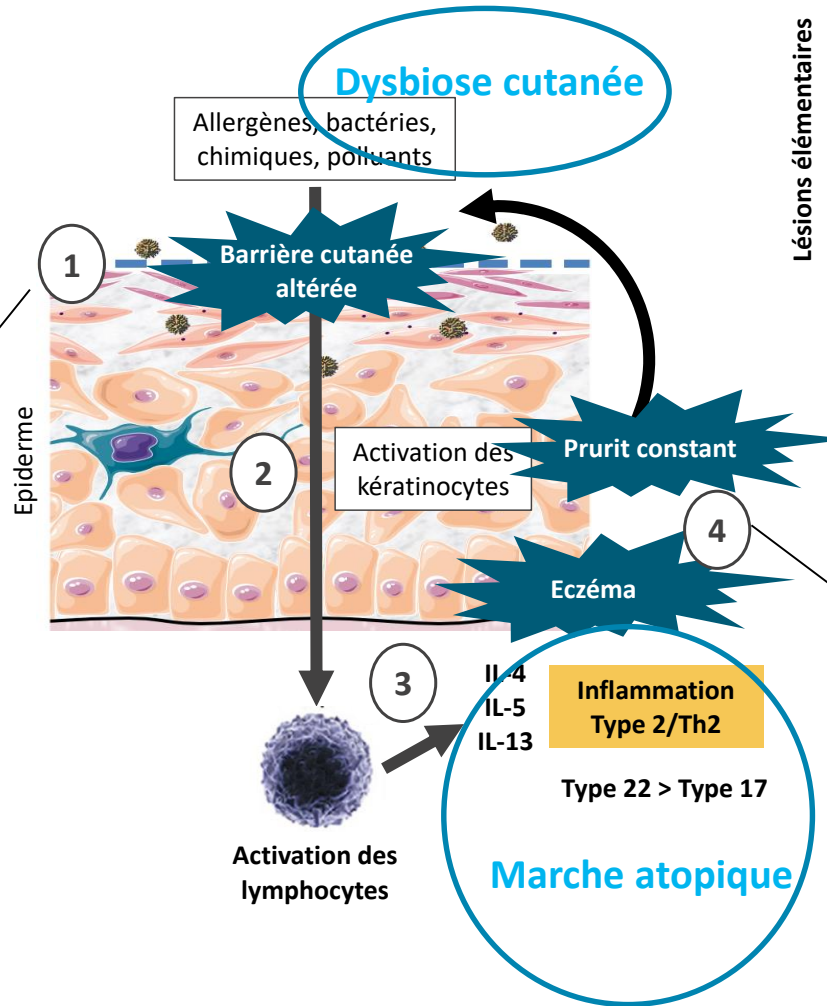 Dysbiose cutanée
Lésions élémentaires
Allergènes, bactéries,
chimiques, polluants
1
Barrière cutanée
altérée
Epiderme
2
Activation des
kératinocytes
Prurit constant
4
Eczéma
3
IL-4
IL-5
IL-13
Inflammation
Type 2/Th2
Type 22 > Type 17
Activation des
lymphocytes
Marche atopique